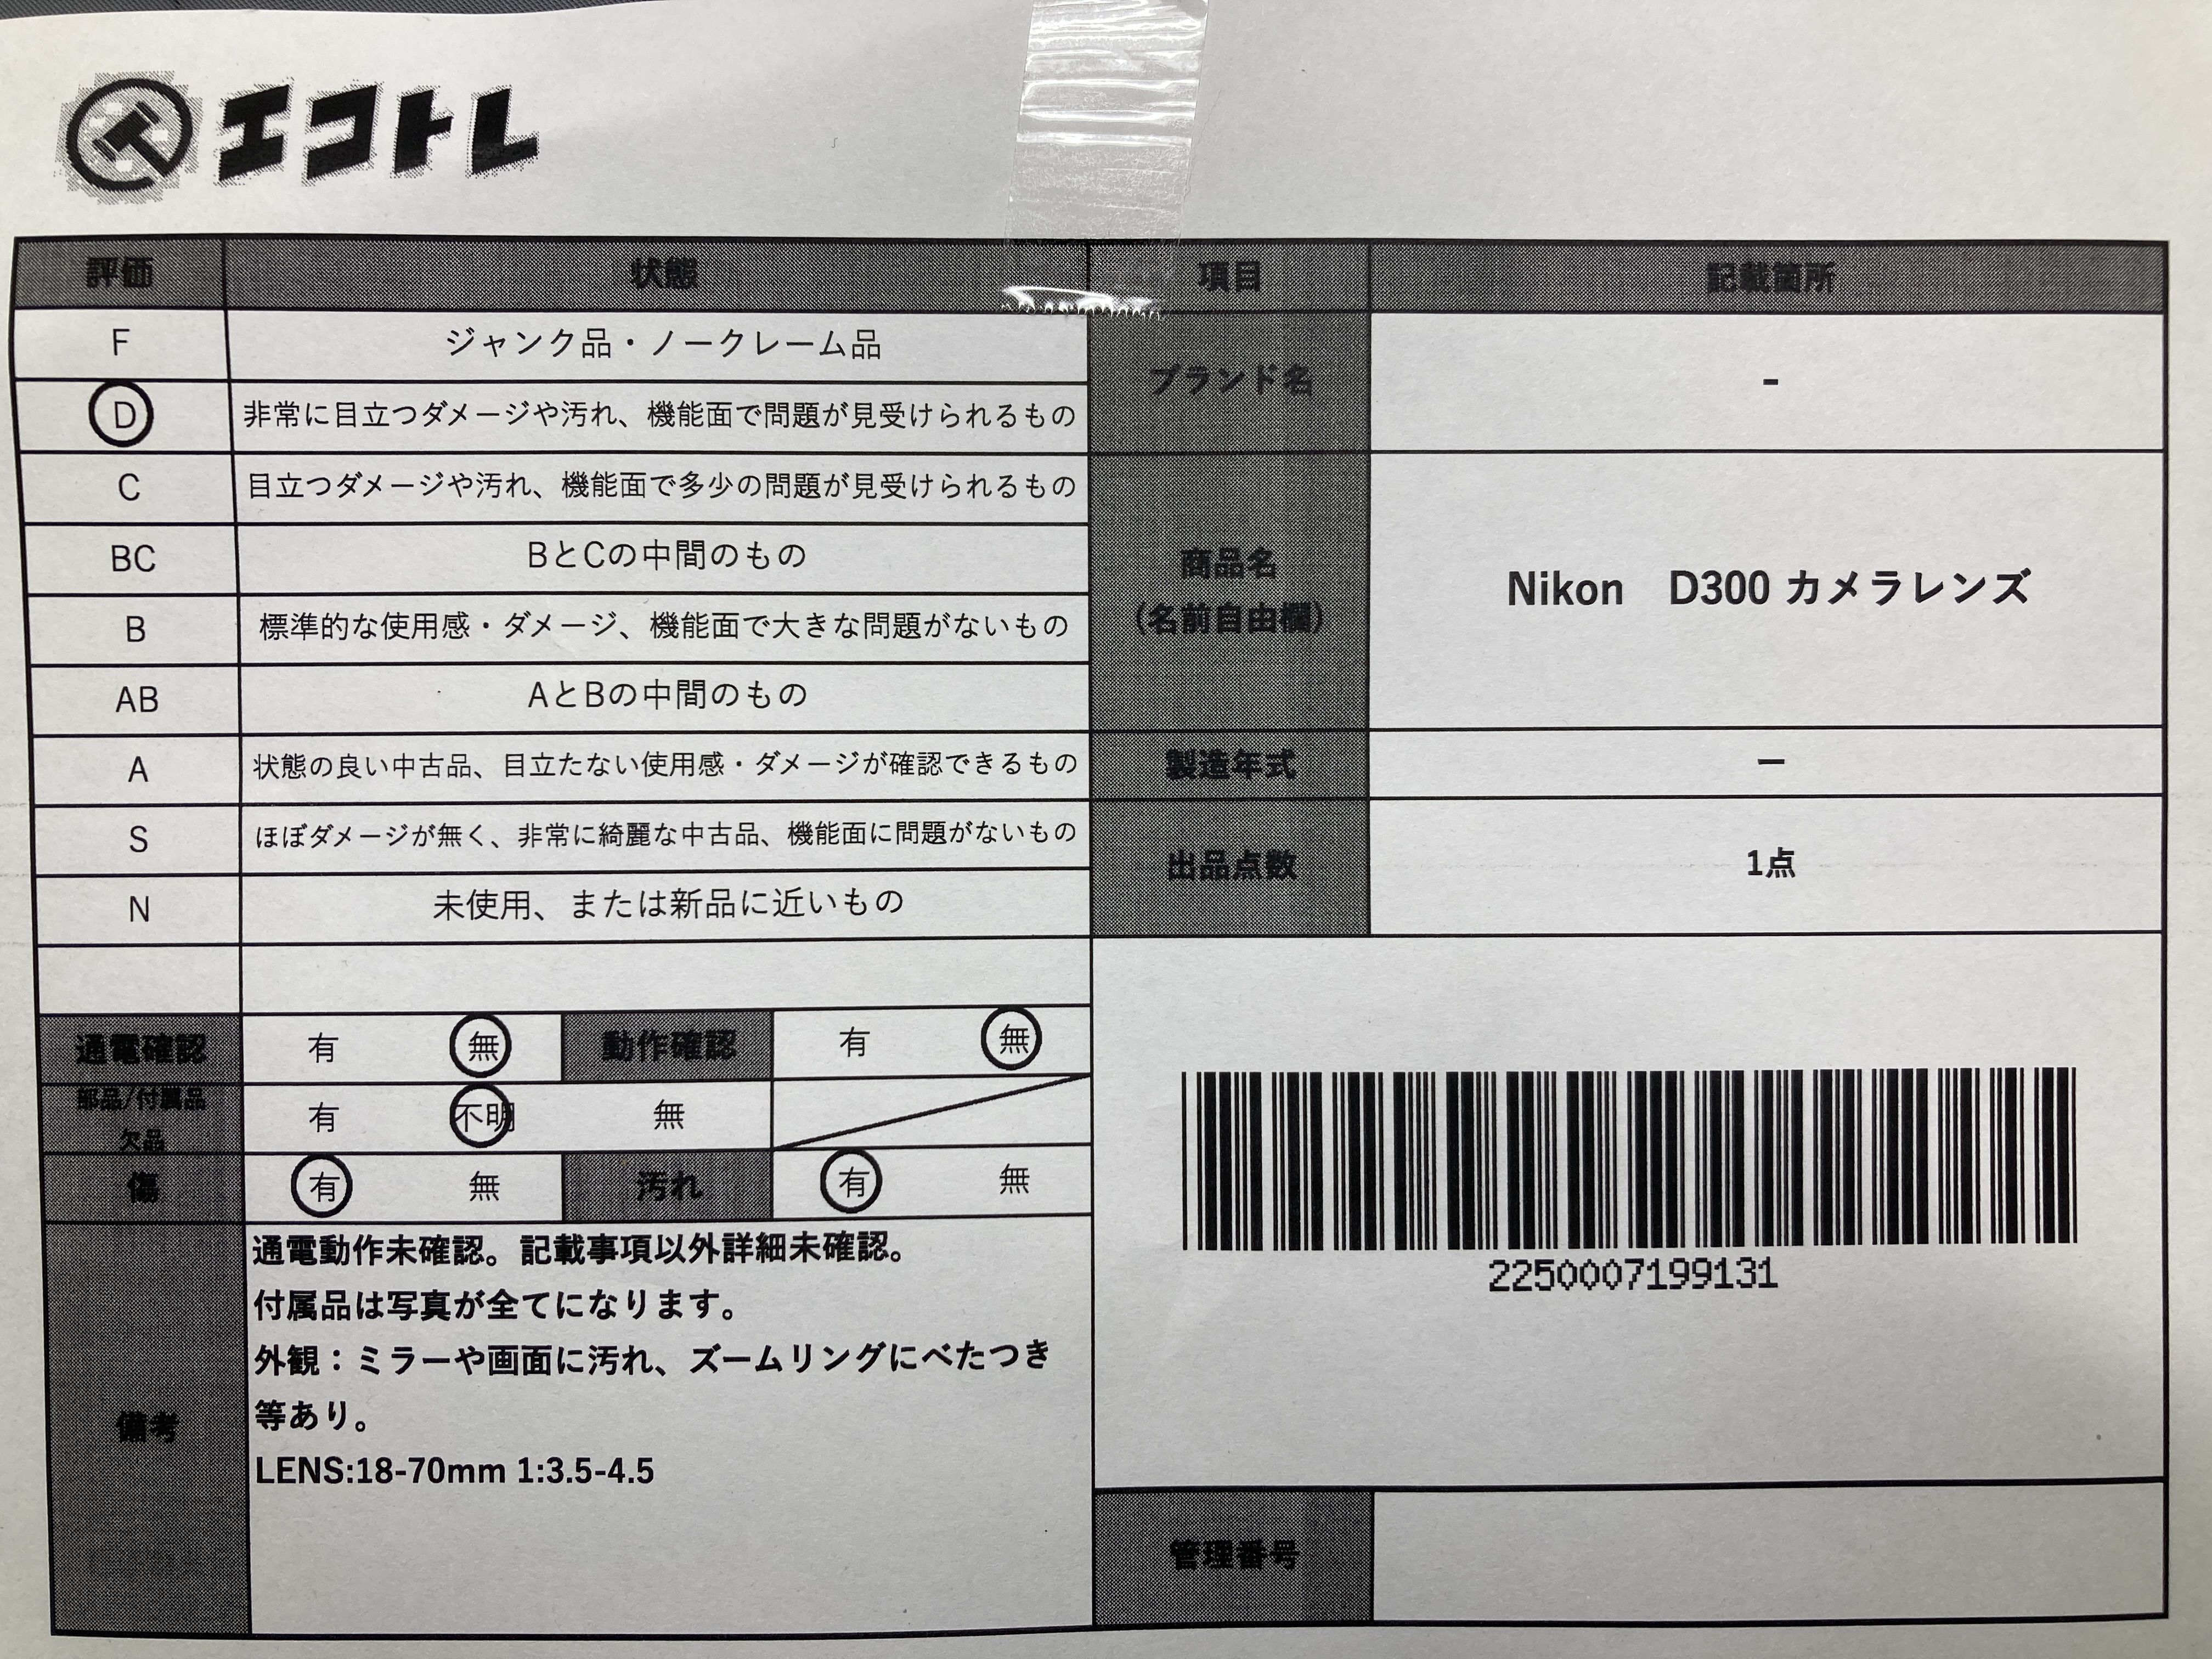 エコトレ
評価 状態 項目 記載箇所
F ジャンク品・ノークレーム品
D 非常に目立つダメージや汚れ、機能面で問題が見受けられるもの
ブランド名 -
C 目立つダメージや汚れ、機能面で多少の問題が見受けられるもの
BC BとCの中間のもの
B 標準的な使用感・ダメージ、機能面で大きな問題がないもの
AB AとBの中間のもの
商品名
(名前自由欄)
Nikon　D300 カメラレンズ
A 状態の良い中古品、目立たない使用感・ダメージが確認できるもの
製造年式 ー
S ほぼダメージが無く、非常に綺麗な中古品、機能面に問題がないもの
N 未使用、または新品に近いもの
出品点数 1点
通電確認 有 無 動作確認 有 無
部品/付属品
欠品
有 不明 無
傷 有 無 汚れ 有 無
備考
通電動作未確認。記載事項以外詳細未確認。
付属品は写真が全てになります。
外観：ミラーや画面に汚れ、ズームリングにべたつき
等あり。
LENS:18-70mm 1:3.5-4.5
2250007199131
管理番号